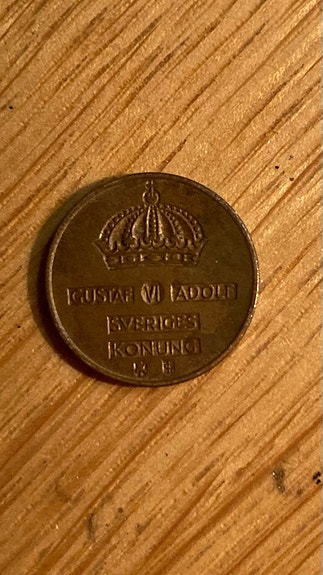 GUSTAF VI ADOLF
SVERIGES
KONUNG